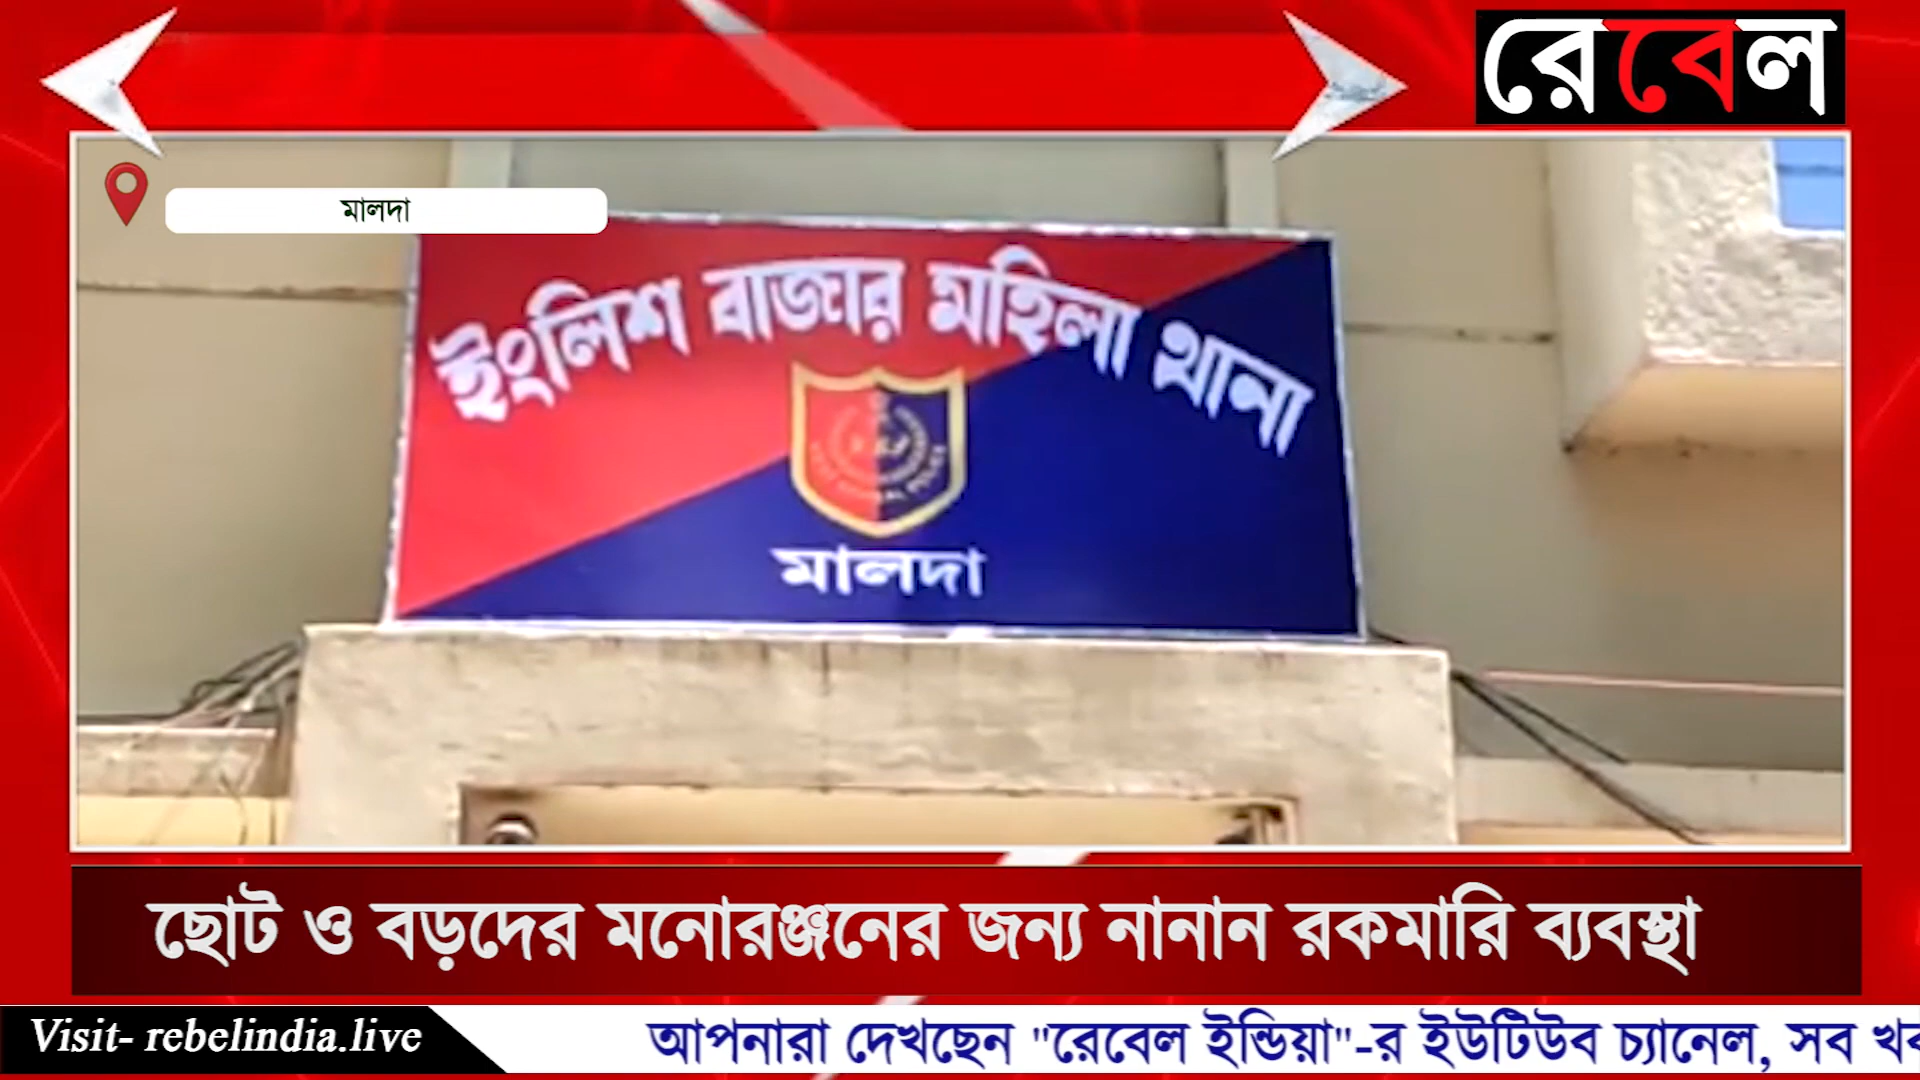 রেবেল
মালদা
ইংলিশ বাজার মহিলা থানা
মালদা
ছোট ও বড়দের মনোরঞ্জনের জন্য নানান রকমারি ব্যবস্থা
Visit- rebelindia.live
আপনারা দেখছেন "রেবেল ইন্ডিয়া"-র ইউটিউব চ্যানেল, সব